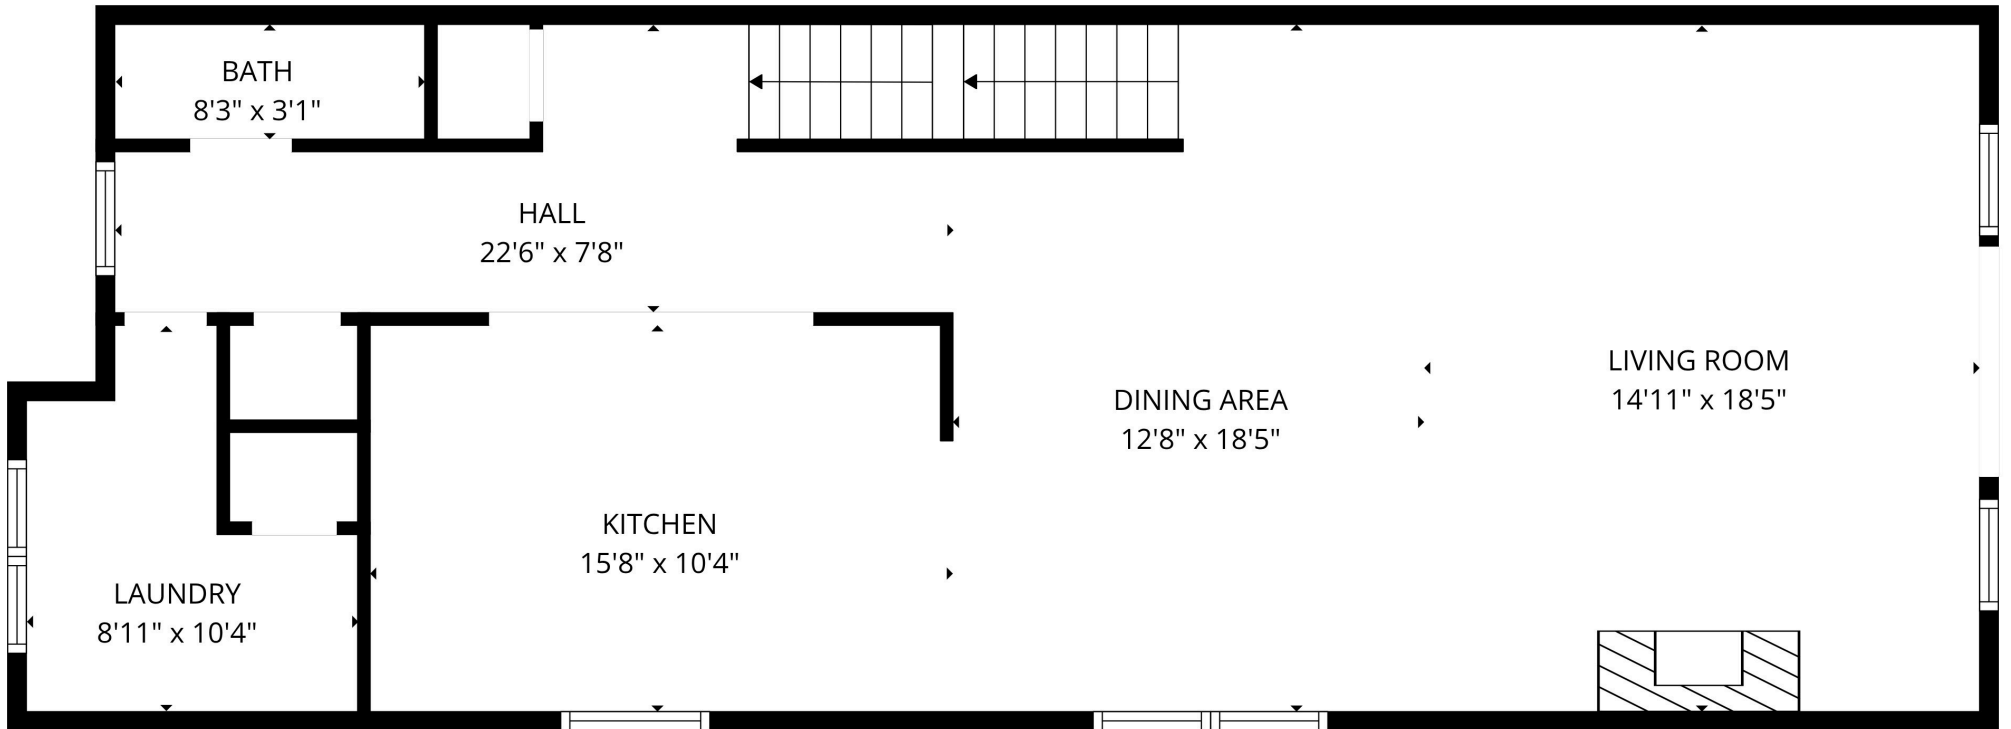 BATH
8'3" x 3'1"
HALL
22'6" x 7'8"
LIVING ROOM
14'11" x 18'5"
DINING AREA
12'8" x 18'5"
KITCHEN
15'8" x 10'4"
LAUNDRY
8'11" x 10'4"